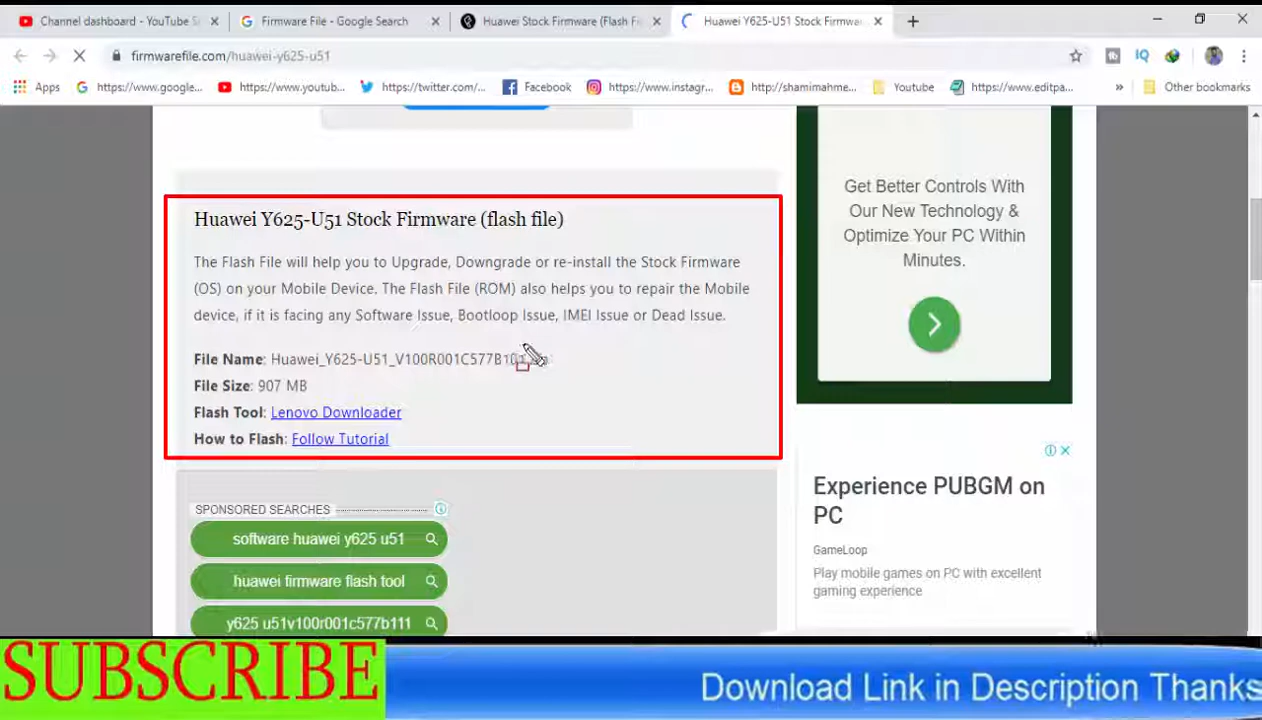 Channel dashboard - YouTube S
Firmware File - Google Search
Huawei Stock Firmware (Flash Fi
Huawei Y625-U51 Stock Firmwa
firmwarefile.com/huawei-y625-u51
Apps
https://www.google...
https://www.youtub...
https://twitter.com/...
Facebook
https://www.instagr...
http://shamimahme...
Youtube
https://www.editpa...
Other bookmarks
Huawei Y625-U51 Stock Firmware (flash file)
The Flash File will help you to Upgrade, Downgrade or re-install the Stock Firmware
(OS) on your Mobile Device. The Flash File (ROM) also helps you to repair the Mobile
device, if it is facing any Software Issue, Bootloop Issue, IMEI Issue or Dead Issue.
File Name:
File Size: 907 MB
Flash Tool: Lenovo Downloader
How to Flash: Follow Tutorial
SPONSORED SEARCHES
software huawei y625 u51
huawei firmware flash tool
y625 u51v100r001c577b111
Get Better Controls With
Our New Technology &
Optimize Your PC Within
Minutes.
Experience PUBGM on
PC
GameLoop
Play mobile games on PC with excellent
gaming experience
SUBSCRIBE
Download Link in Description Thanks